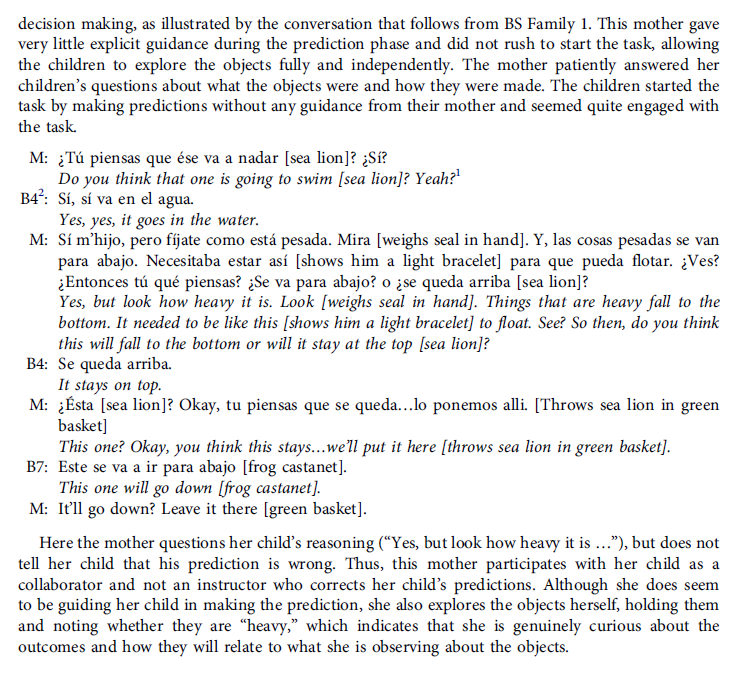 decision making, as illustrated by the conversation that follows from BS Family 1. This mother gave
very little explicit guidance during the prediction phase and did not rush to start the task, allowing
the children to explore the objects fully and independently. The mother patiently answered her
children's questions about what the objects were and how they were made. The children started the
task by making predictions without any guidance from their mother and seemed quite engaged with
the task.
M: ¿Tú piensas que ése va a nadar [sea lion]? ¿Sí?
Do you think that one is going to swim [sea lion]? Yeah?¹
B4²: Sí, sí va en el agua.
Yes, yes, it goes in the water.
M: Sí m'hijo, pero fíjate como está pesada. Mira [weighs seal in hand]. Y, las cosas pesadas se van
para abajo. Necesitaba estar así [shows him a light bracelet] para que pueda flotar. ¿Ves?
¿Entonces tú qué piensas? ¿Se va para abajo? o ¿se queda arriba [sea lion]?
Yes, but look how heavy it is. Look [weighs seal in hand]. Things that are heavy fall to the
bottom. It needed to be like this [shows him a light bracelet] to float. See? So then, do you think
this will fall to the bottom or will it stay at the top [sea lion]?
B4: Se queda arriba.
It stays on top.
M: ¿Ésta [sea lion]? Okay, tu piensas que se queda…lo ponemos alli. [Throws sea lion in green
basket]
This one? Okay, you think this stays…we'll put it here [throws sea lion in green basket].
B7: Este se va a ir para abajo [frog castanet].
This one will go down [frog castanet].
M: It'll go down? Leave it there [green basket].
Here the mother questions her child's reasoning ("Yes, but look how heavy it is …"), but does not
tell her child that his prediction is wrong. Thus, this mother participates with her child as a
collaborator and not an instructor who corrects her child's predictions. Although she does seem
to be guiding her child in making the prediction, she also explores the objects herself, holding them
and noting whether they are "heavy," which indicates that she is genuinely curious about the
outcomes and how they will relate to what she is observing about the objects.